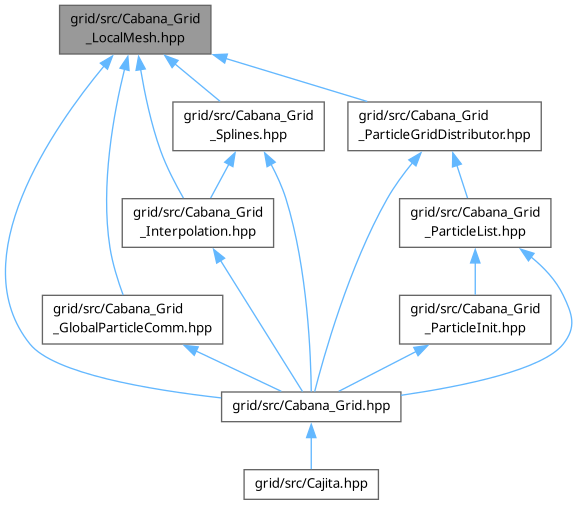 grid/src/Cabana_Grid
_LocalMesh.hpp
grid/src/Cabana_Grid
_Splines.hpp
grid/src/Cabana_Grid
_ParticleGridDistributor.hpp
grid/src/Cabana_Grid
_Interpolation.hpp
grid/src/Cabana_Grid
_ParticleList.hpp
grid/src/Cabana_Grid
_GlobalParticleComm.hpp
grid/src/Cabana_Grid
_ParticleInit.hpp
grid/src/Cabana_Grid.hpp
grid/src/Cajita.hpp